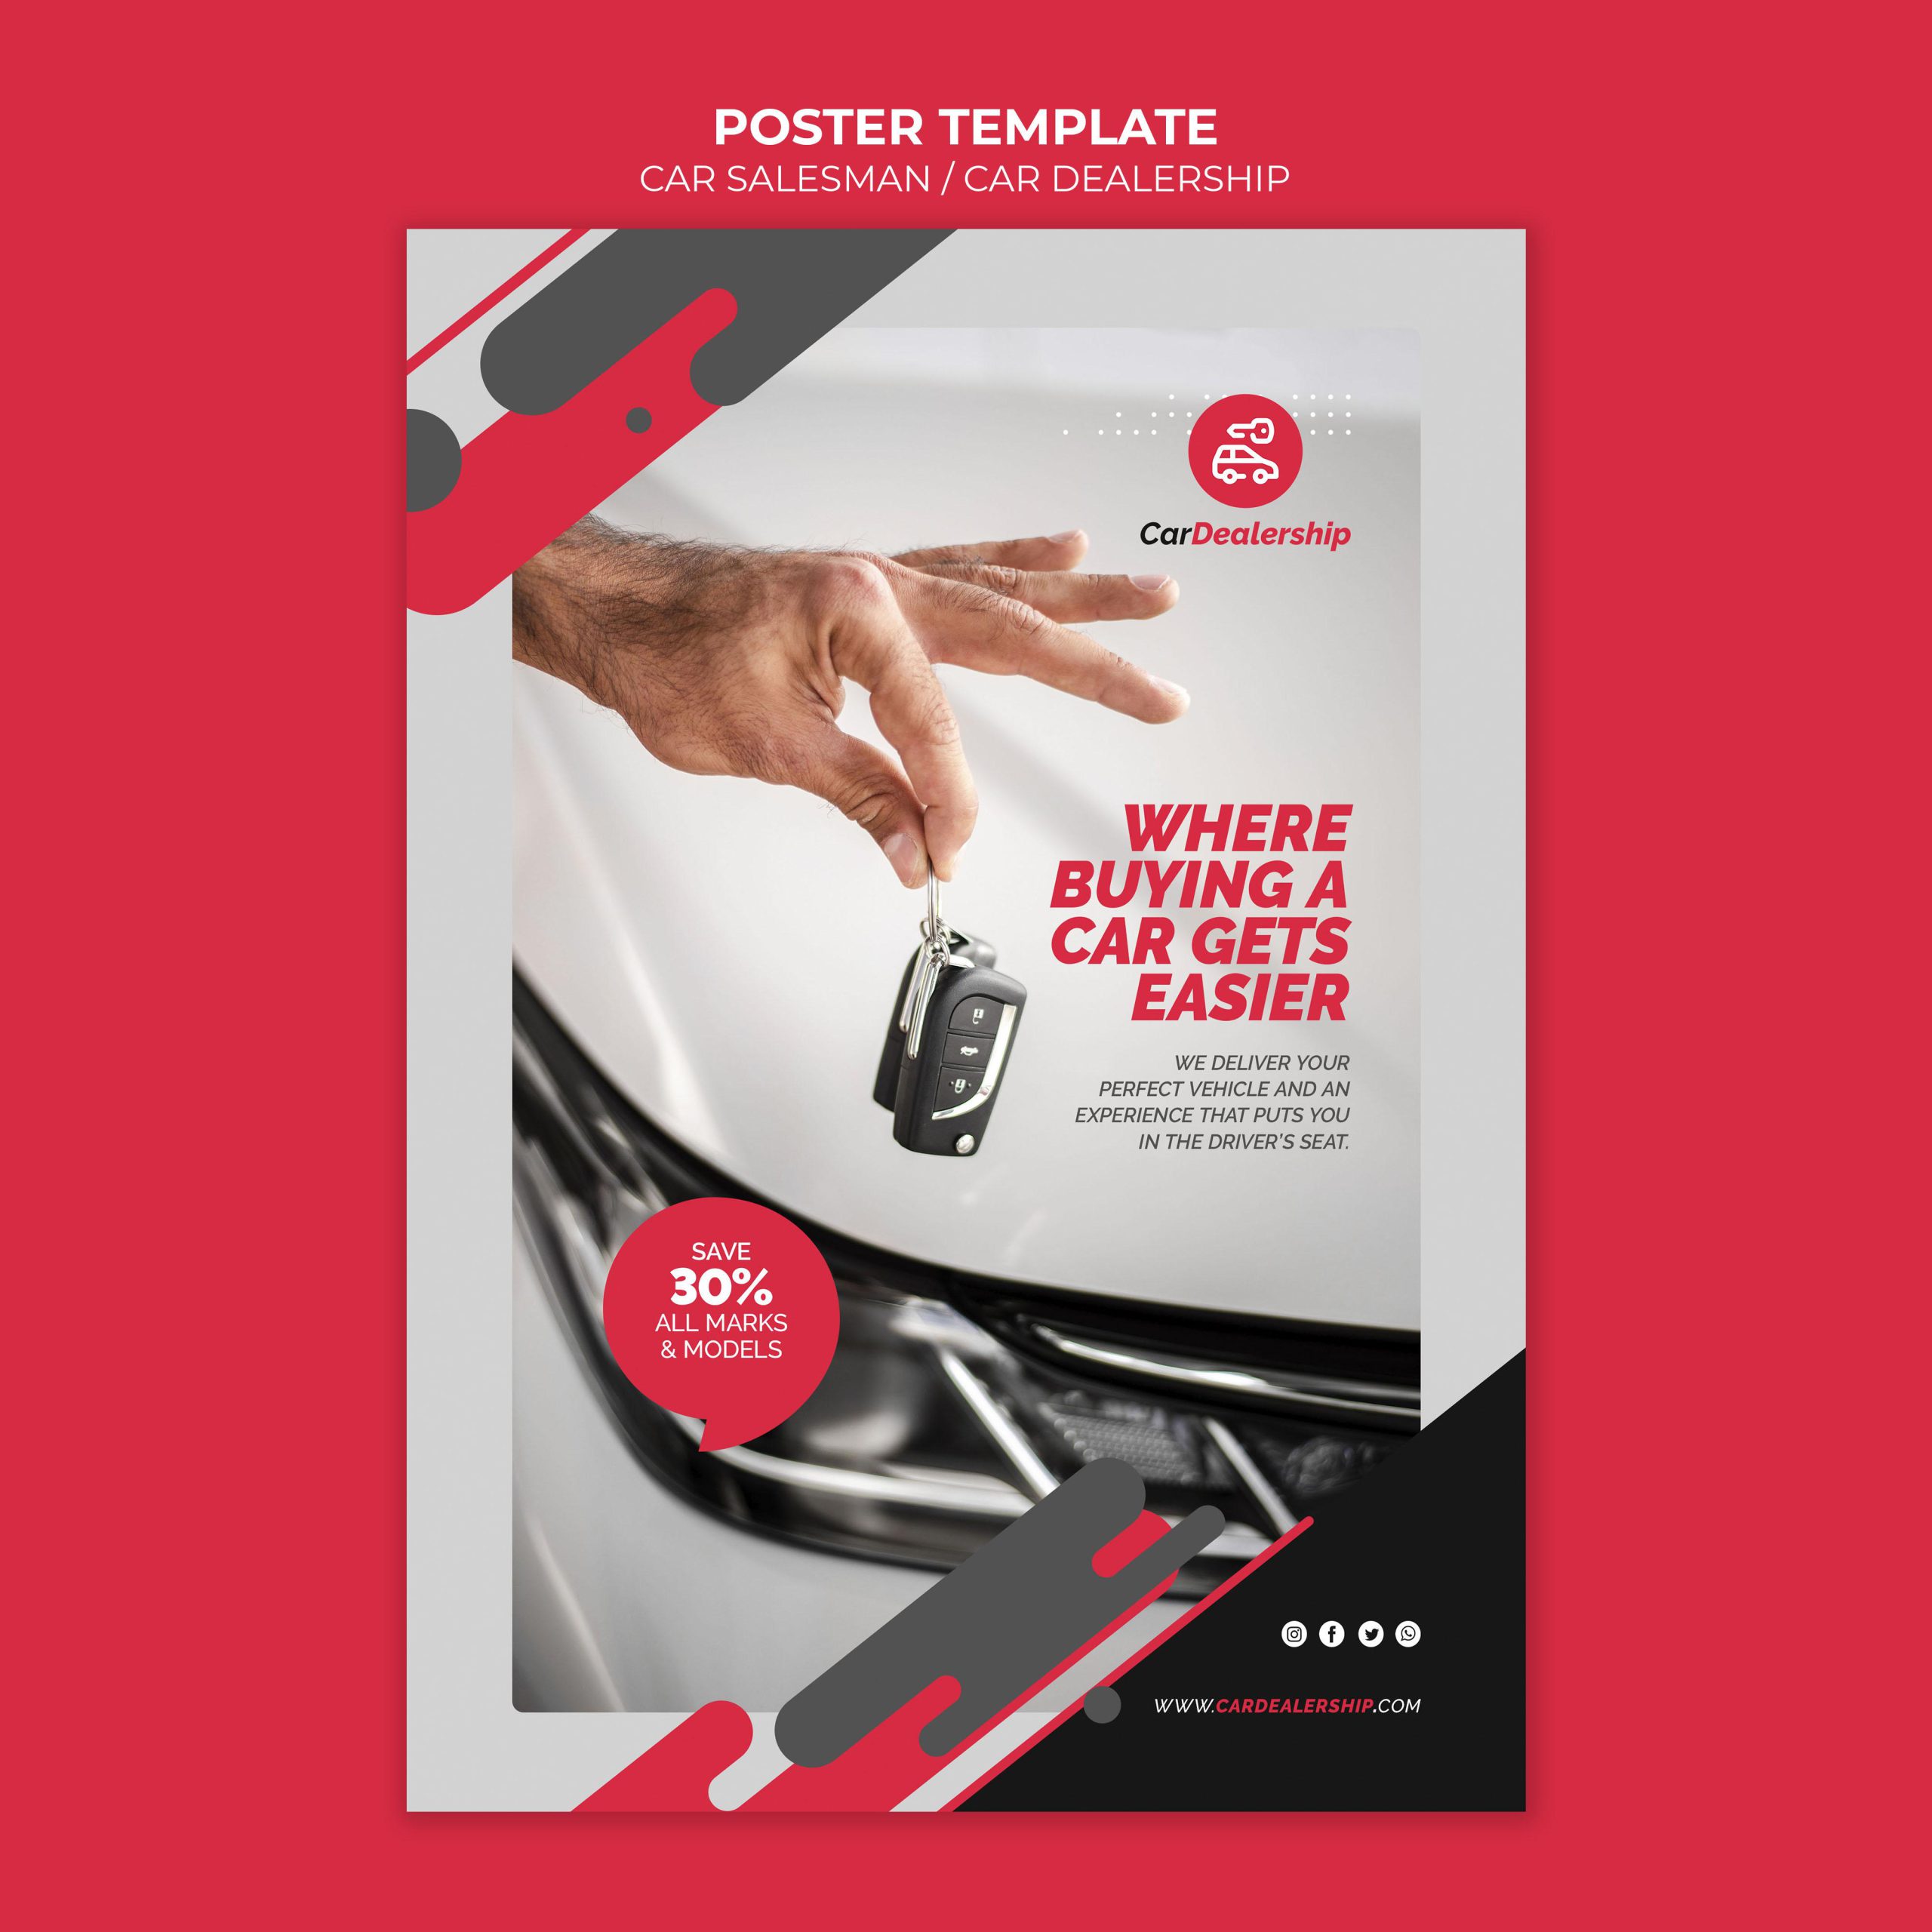 POSTER TEMPLATE
CAR SALESMAN / CAR DEALERSHIP
CarDealership
WHERE
BUYING A
CAR GETS
EASIER
WE DELIVER YOUR
PERFECT VEHICLE AND AN
EXPERIENCE THAT PUTS YOU
IN THE DRIVER'S SEAT.
SAVE
30%
ALL MARKS
& MODELS
WWW.CARDEALERSHIP.COM